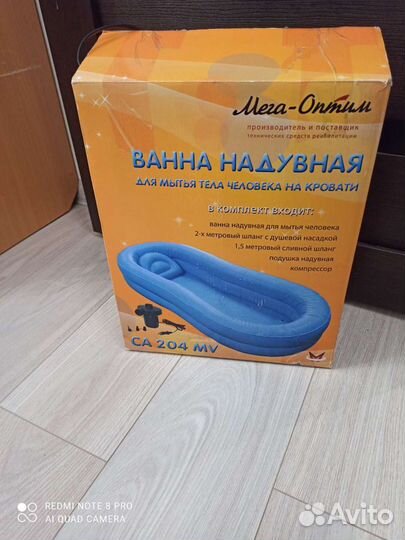 Мега-Оптим
производитель и поставщик
технических средств реабилитации
ВАННА НАДУВНАЯ
ДЛЯ МЫТЬЯ ТЕЛА ЧЕЛОВЕКА НА КРОВАТИ
В КОМПЛЕКТ ВХОДИТ:
ванна надувная для мытья человека
2-х метровый шланг с душевой насадкой
1,5 метровый сливной шланг
подушка надувная
компрессор
CA 204 MV
REDMI NOTE 8 PRO
AI QUAD CAMERA
Avito